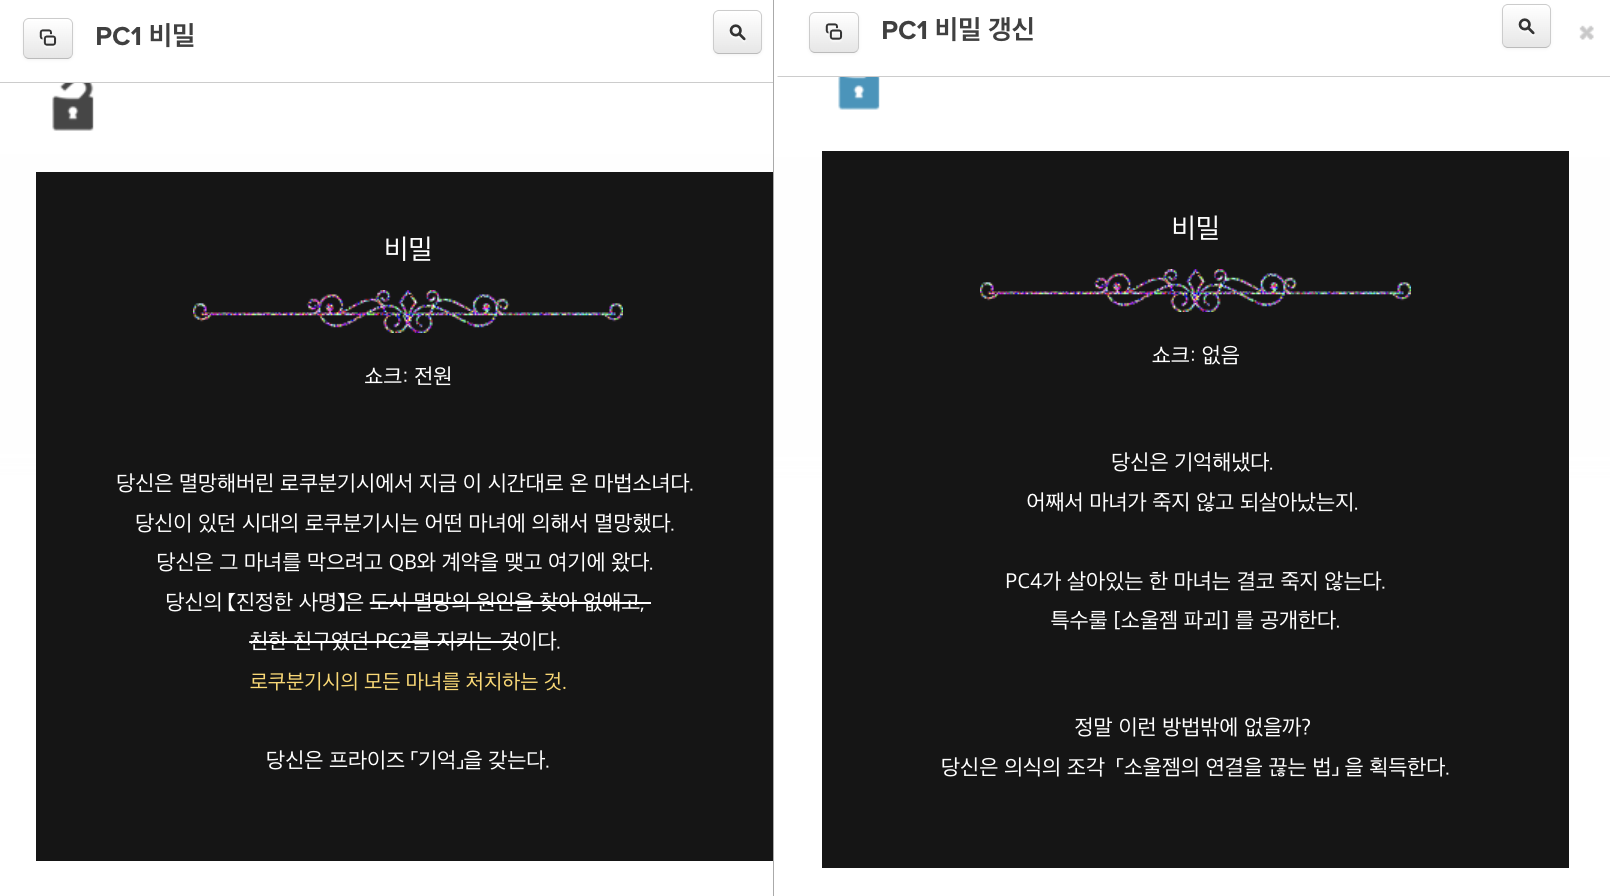 PC1 비밀
비밀
쇼크: 전원
당신은 멸망해버린 로쿠분기시에서 지금 이 시간대로 온 마법소녀다.
당신이 있던 시대의 로쿠분기시는 어떤 마녀에 의해서 멸망했다.
당신은 그 마녀를 막으려고 QB와 계약을 맺고 여기에 왔다.
당신의【진정한 사명】은 도시 멸망의 원인을 찾아 없애고,
친한 친구였던 PC2를 지키는 것이다.
로쿠분기시의 모든 마녀를 처치하는 것.
당신은 프라이즈 「기억」을 갖는다.
PC1 비밀 갱신
비밀
쇼크: 없음
당신은 기억해냈다.
어째서 마녀가 죽지 않고 되살아났는지.
PC4가 살아있는 한 마녀는 결코 죽지 않는다.
특수룰 [소울젬 파괴] 를 공개한다.
정말 이런 방법밖에 없을까?
당신은 의식의 조각 「소울젬의 연결을 끊는 법」 을 획득한다.